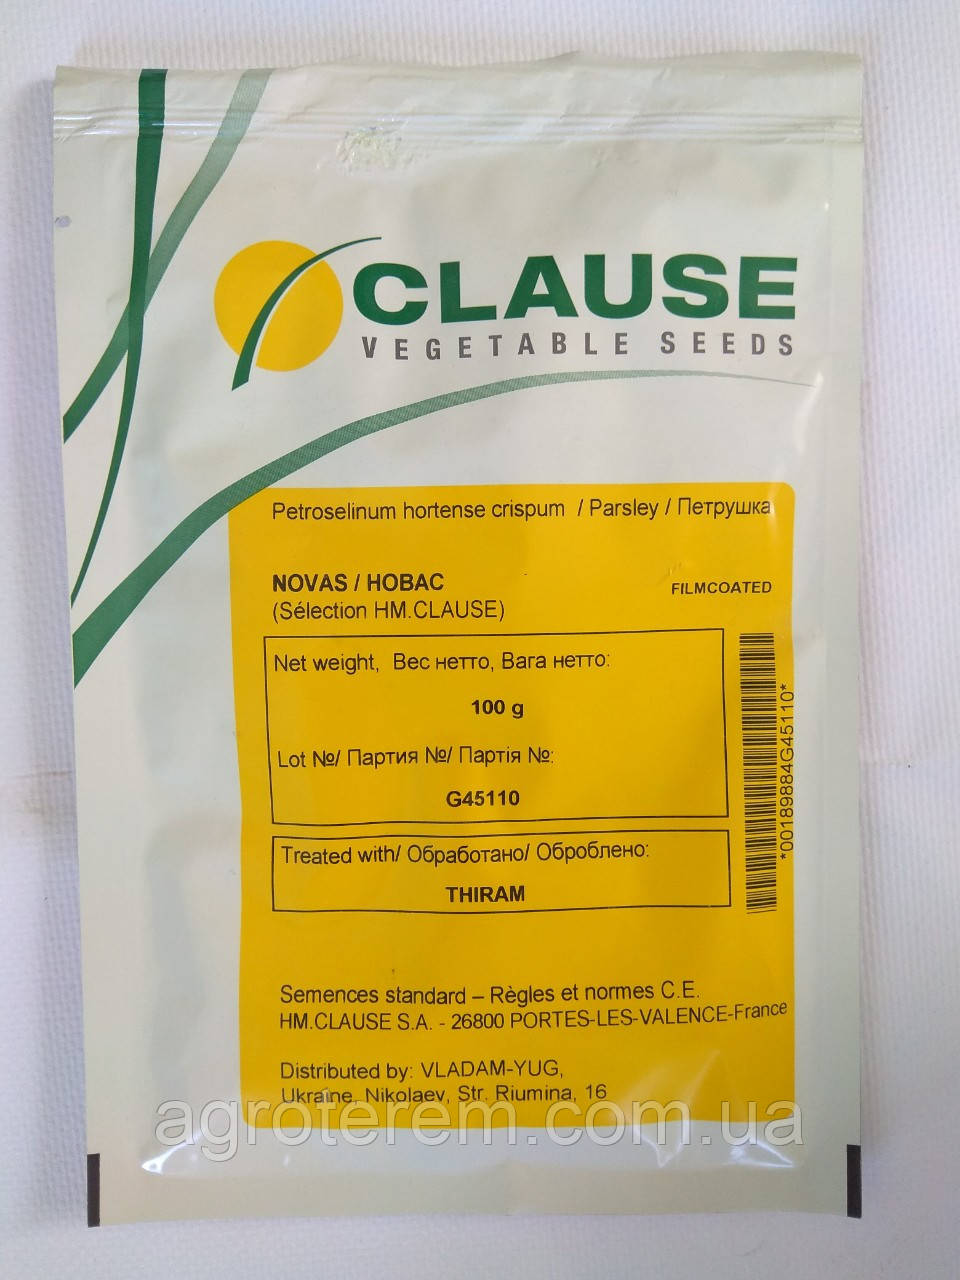 CLAUSE
VEGETABLE SEEDS
Petroselinum hortense crispum / Parsley / Петрушка
NOVAS / НОВАС
FILMCOATED
(Sélection HM.CLAUSE)
Net weight, Вес нетто, Вага нетто:
100 g
Lot №/ Партия №/ Партія №:
G45110
*00189884G45110*
Treated with/ Обработано/ Оброблено:
THIRAM
Semences standard – Règles et normes C.E.
HM.CLAUSE S.A. - 26800 PORTES-LES-VALENCE-France
Distributed by: VLADAM-YUG,
Ukraine, Nikolaev, Str. Riumina, 16
agroterem.com.ua